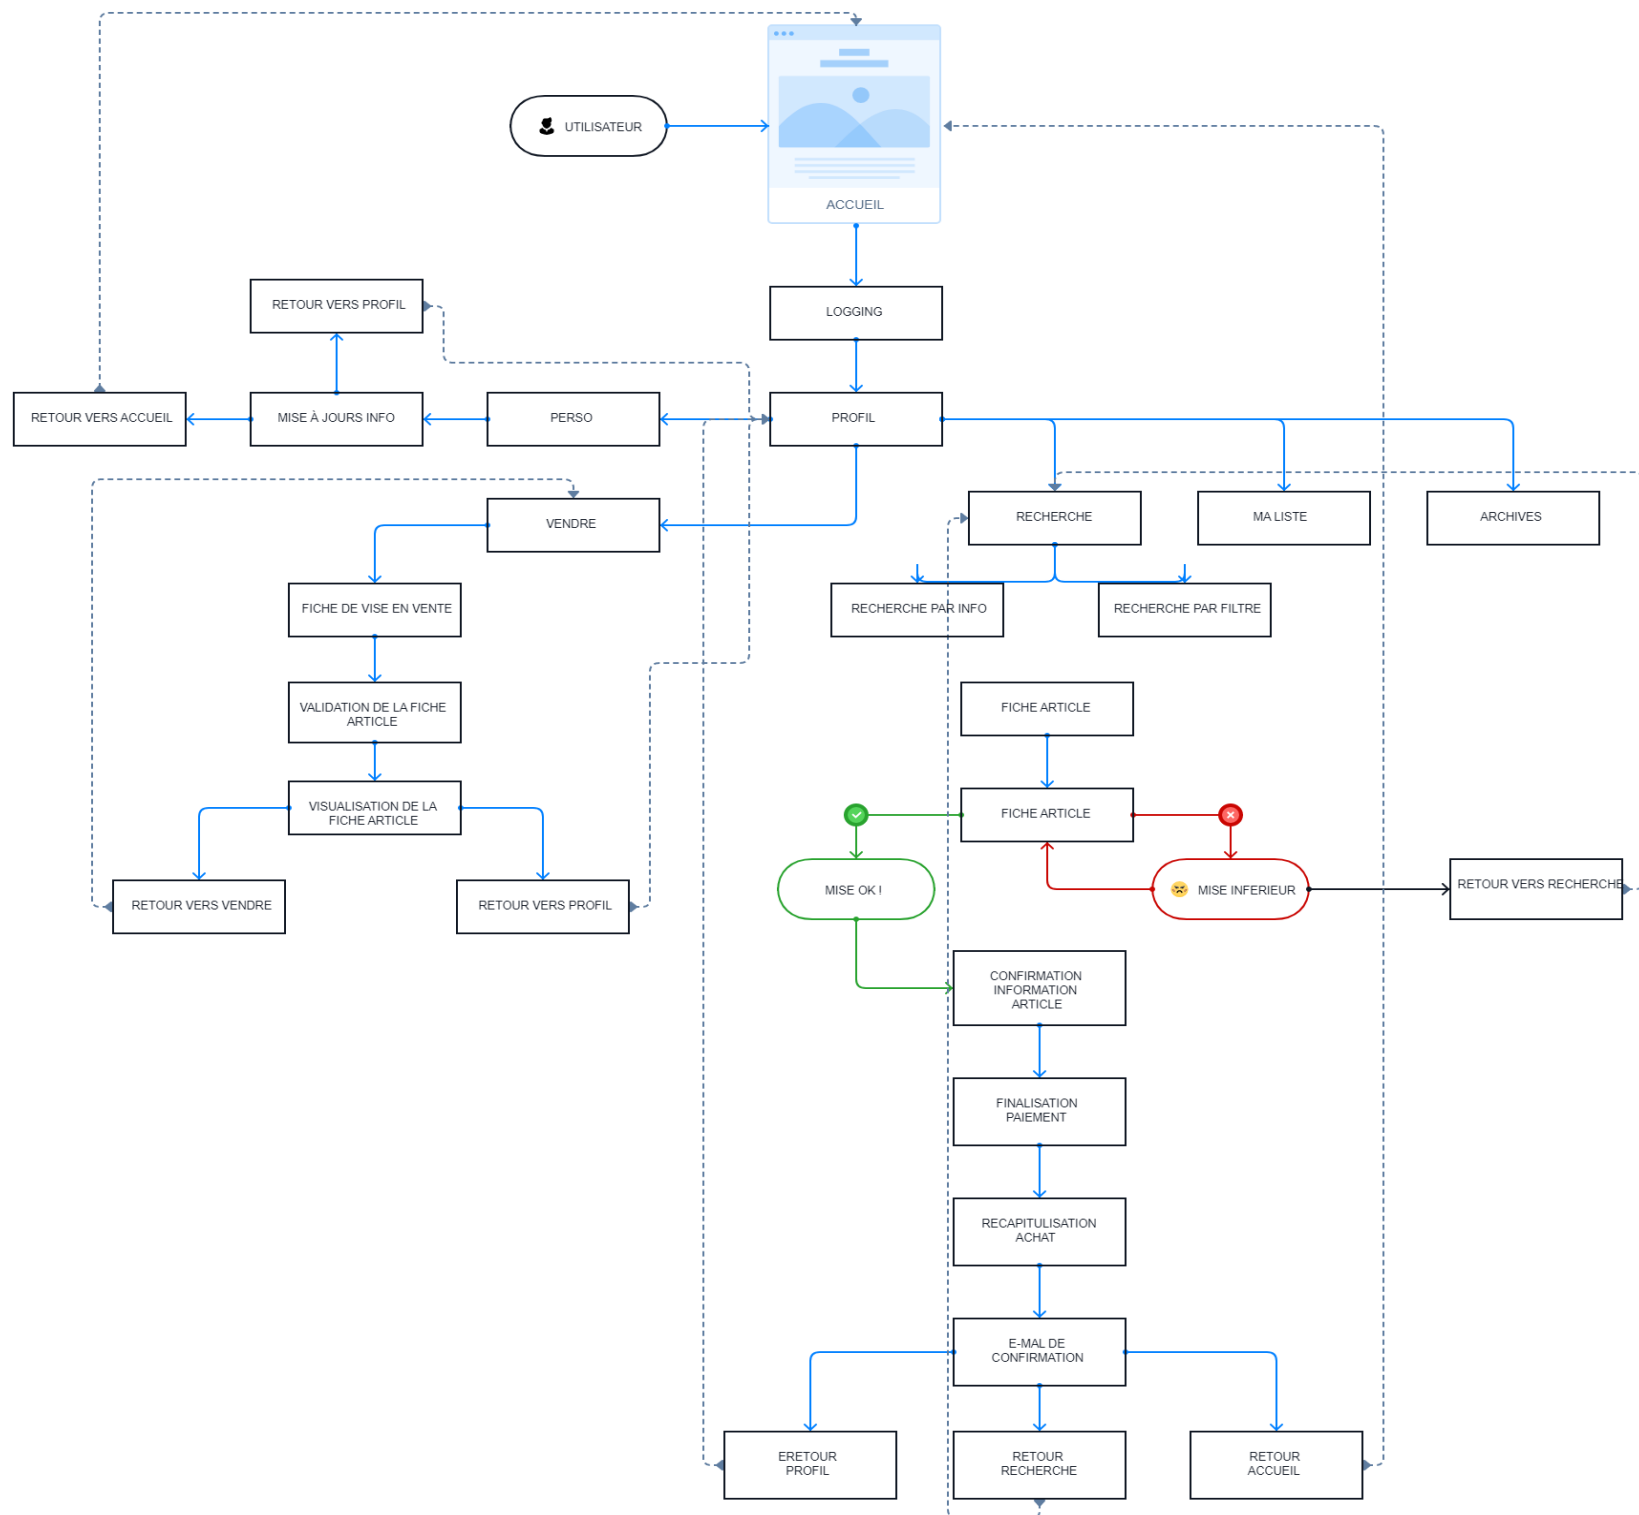 UTILISATEUR
ACCUEIL
RETOUR VERS PROFIL
LOGGING
RETOUR VERS ACCUEIL
MISE À JOURS INFO
PERSO
PROFIL
VENDRE
RECHERCHE
MA LISTE
ARCHIVES
FICHE DE VISE EN VENTE
RECHERCHE PAR INFO
RECHERCHE PAR FILTRE
VALIDATION DE LA FICHE
ARTICLE
FICHE ARTICLE
VISUALISATION DE LA
FICHE ARTICLE
FICHE ARTICLE
RETOUR VERS VENDRE
RETOUR VERS PROFIL
MISE OK !
MISE INFERIEUR
RETOUR VERS RECHERCHE
CONFIRMATION
INFORMATION
ARTICLE
FINALISATION
PAIEMENT
RECAPITULISATION
ACHAT
E-MAL DE
CONFIRMATION
ERETOUR
PROFIL
RETOUR
RECHERCHE
RETOUR
ACCUEIL